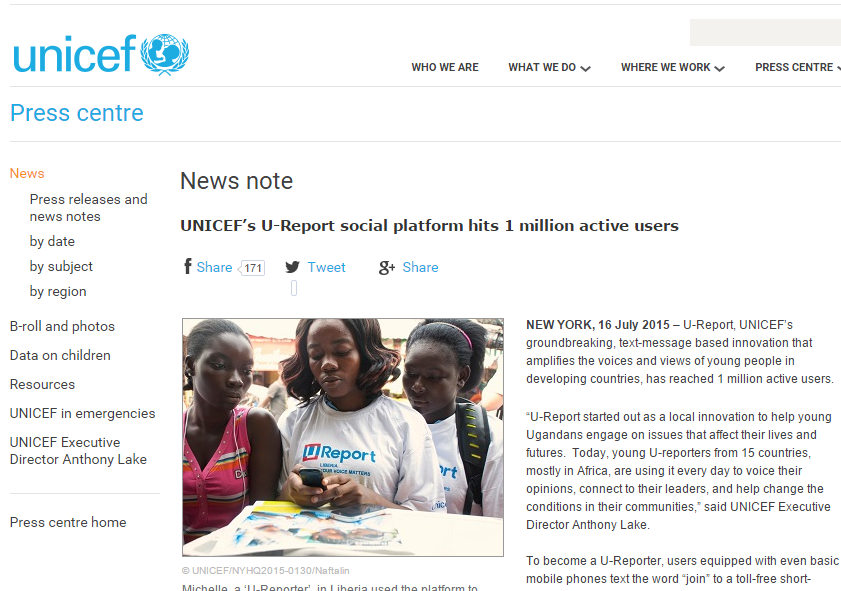 unicef
WHO WE ARE
WHAT WE DO
WHERE WE WORK
PRESS CENTRE
Press centre
News
Press releases and
news notes
by date
by subject
by region
B-roll and photos
Data on children
Resources
UNICEF in emergencies
UNICEF Executive
Director Anthony Lake
Press centre home
News note
UNICEF’s U-Report social platform hits 1 million active users
Share 171
Tweet
Share
UReport
LIBERIA
YOUR VOICE MATTERS
© UNICEF/NYHQ2015-0130/Naftalin
Michelle, a ‘U-Reporter’, in Liberia used the platform to
NEW YORK, 16 July 2015 – U-Report, UNICEF’s
groundbreaking, text-message based innovation that
amplifies the voices and views of young people in
developing countries, has reached 1 million active users.
“U-Report started out as a local innovation to help young
Ugandans engage on issues that affect their lives and
futures.  Today, young U-reporters from 15 countries,
mostly in Africa, are using it every day to voice their
opinions, connect to their leaders, and help change the
conditions in their communities,” said UNICEF Executive
Director Anthony Lake.
To become a U-Reporter, users equipped with even basic
mobile phones text the word “join” to a toll-free short-